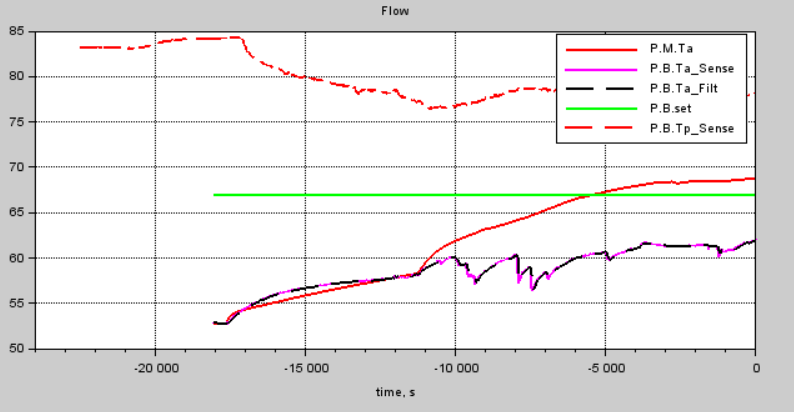 Flow
85
80
75
70
65
60
55
50
P.M.Ta
P.B.Ta_Sense
P.B.Ta_Filt
P.B.set
P.B.Tp_Sense
-20 000 -15 000 -10 000 -5 000 0
time, s